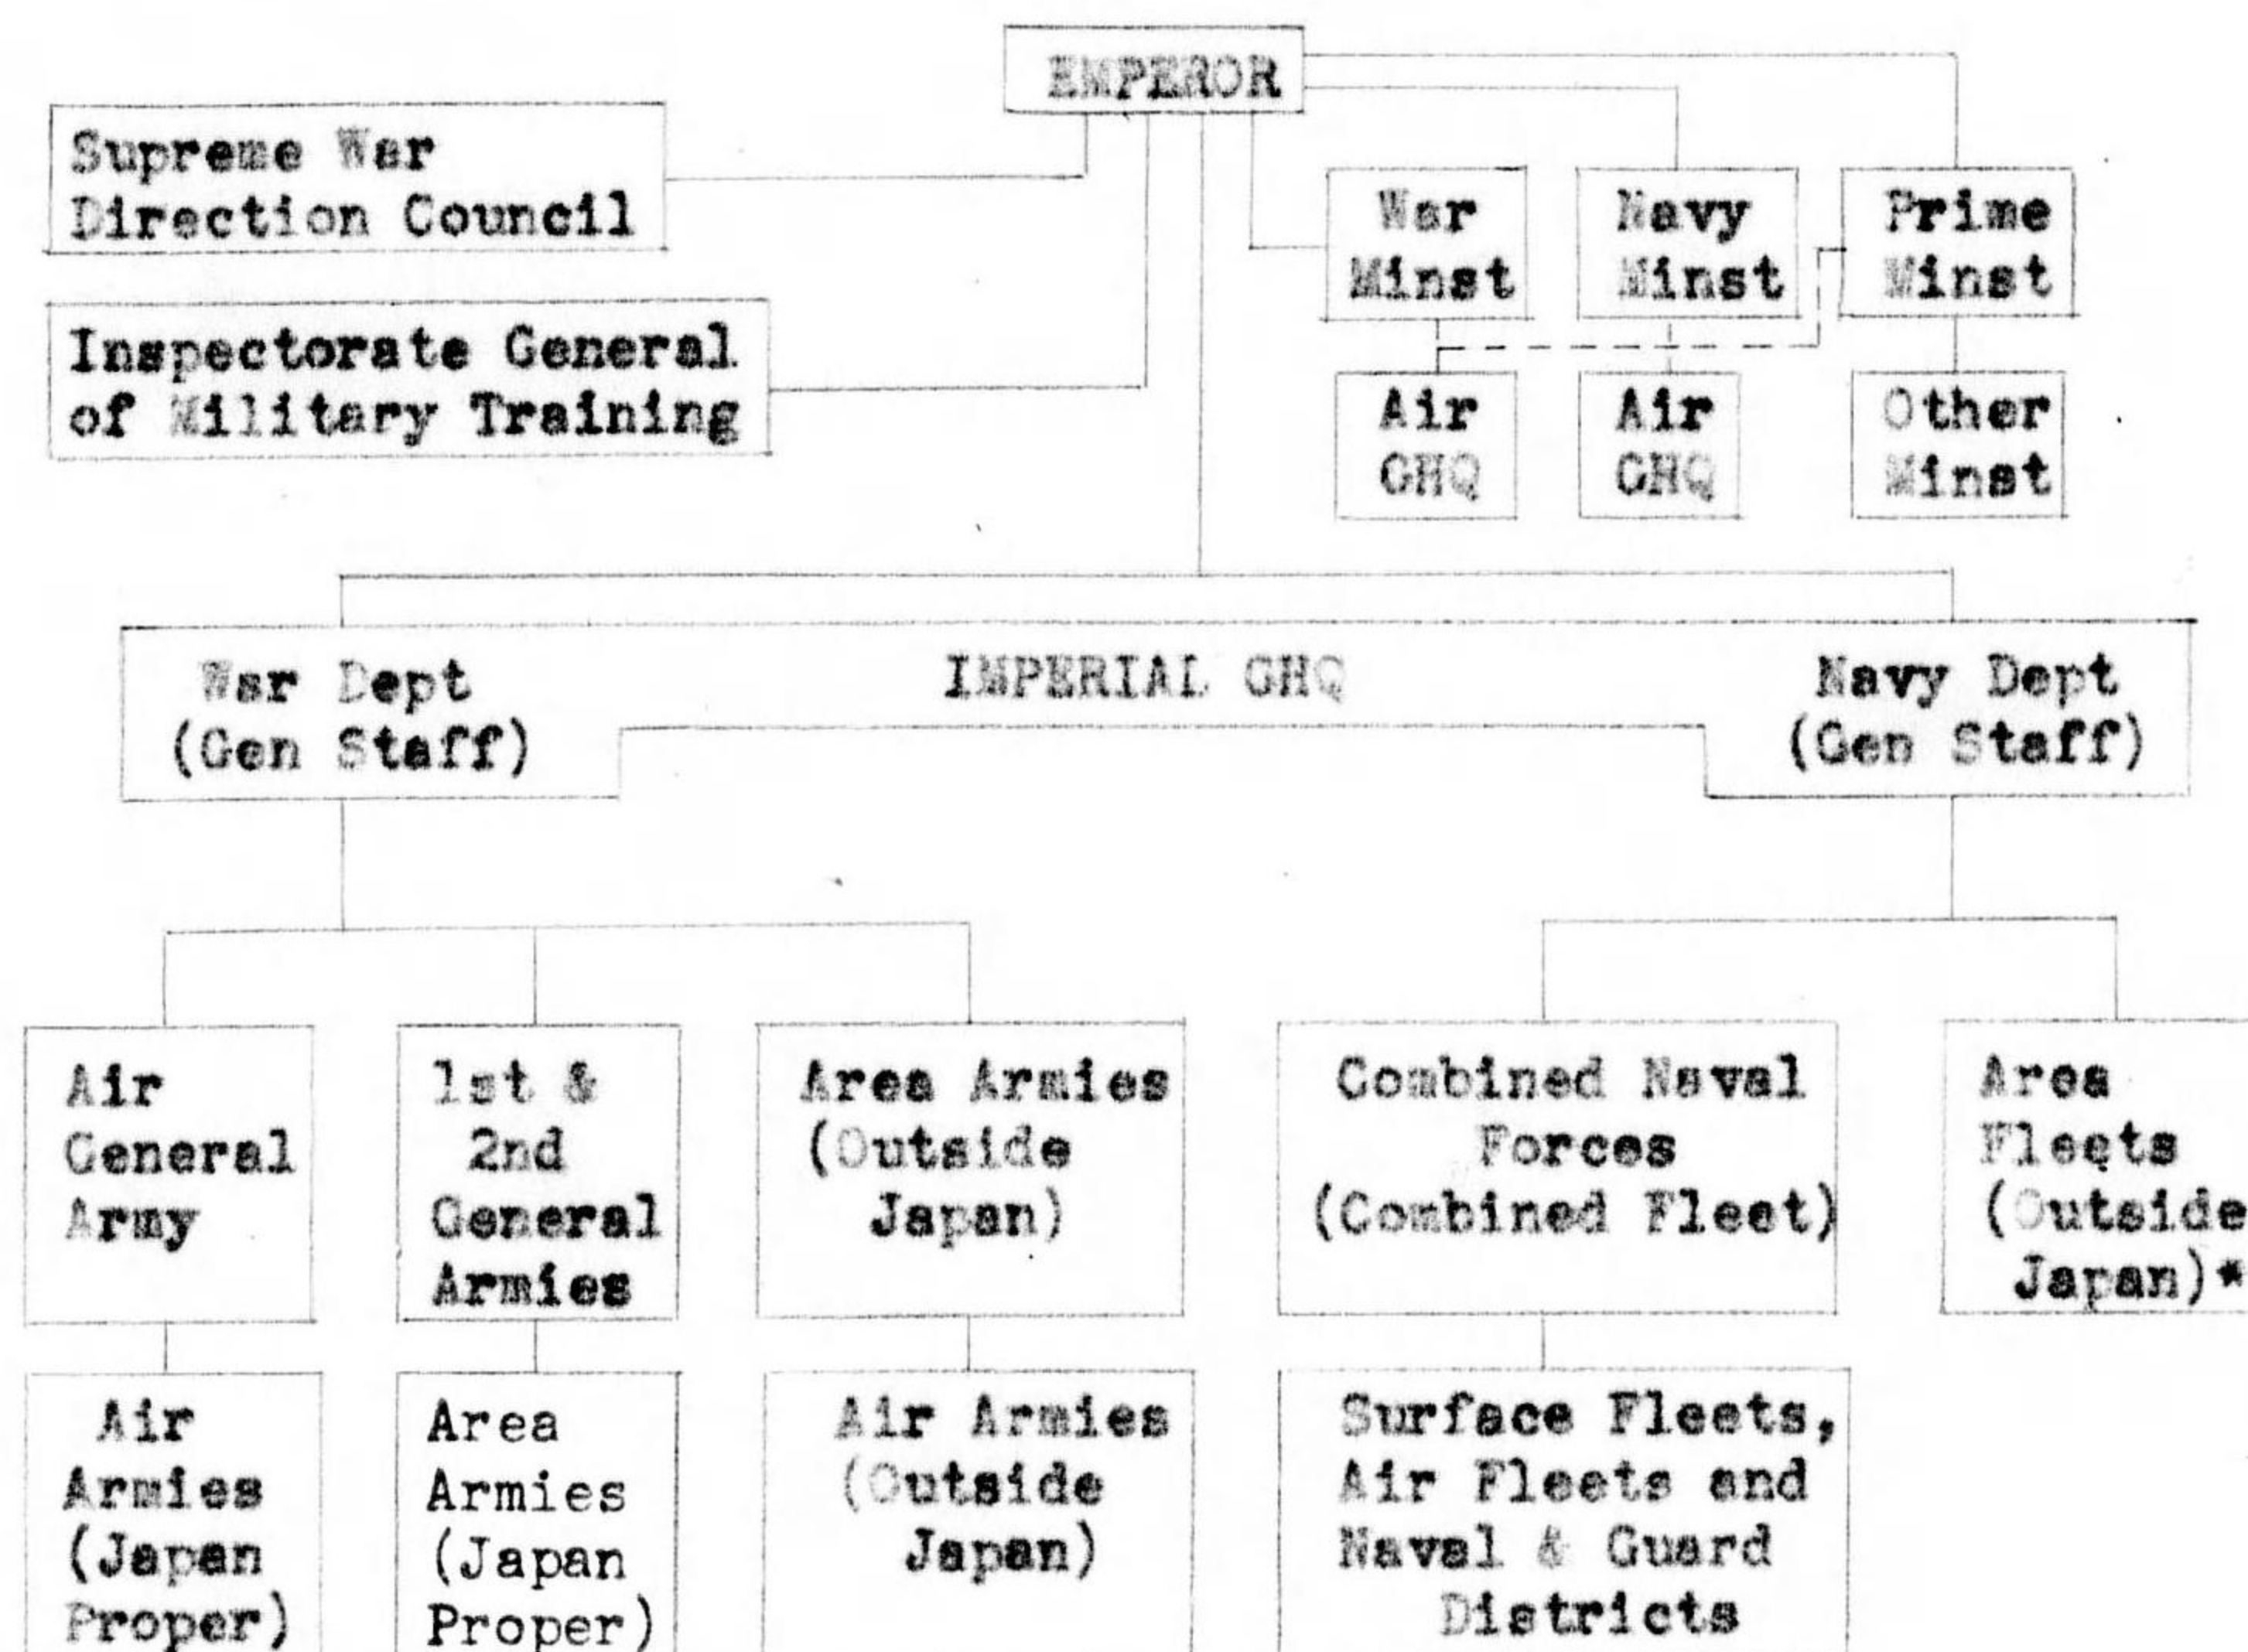 EMPEROR
Supreme War
Direction Council
Inspectorate General
of Military Training
War
Minst
Navy
Minst
Prime
Minst
Air
GHQ
Air
GHQ
Other
Minst
War Dept
(Gen Staff)
IMPERIAL GHQ
Navy Dept
(Gen Staff)
Air
General
Army
1st &
2nd
General
Armies
Area Armies
(Outside
Japan)
Combined Naval
Forces
(Combined Fleet)
Area
Fleets
(Outside
Japan)*
Air
Armies
(Japan
Proper)
Area
Armies
(Japan
Proper)
Air Armies
(Outside
Japan)
Surface Fleets,
Air Fleets and
Naval & Guard
Districts